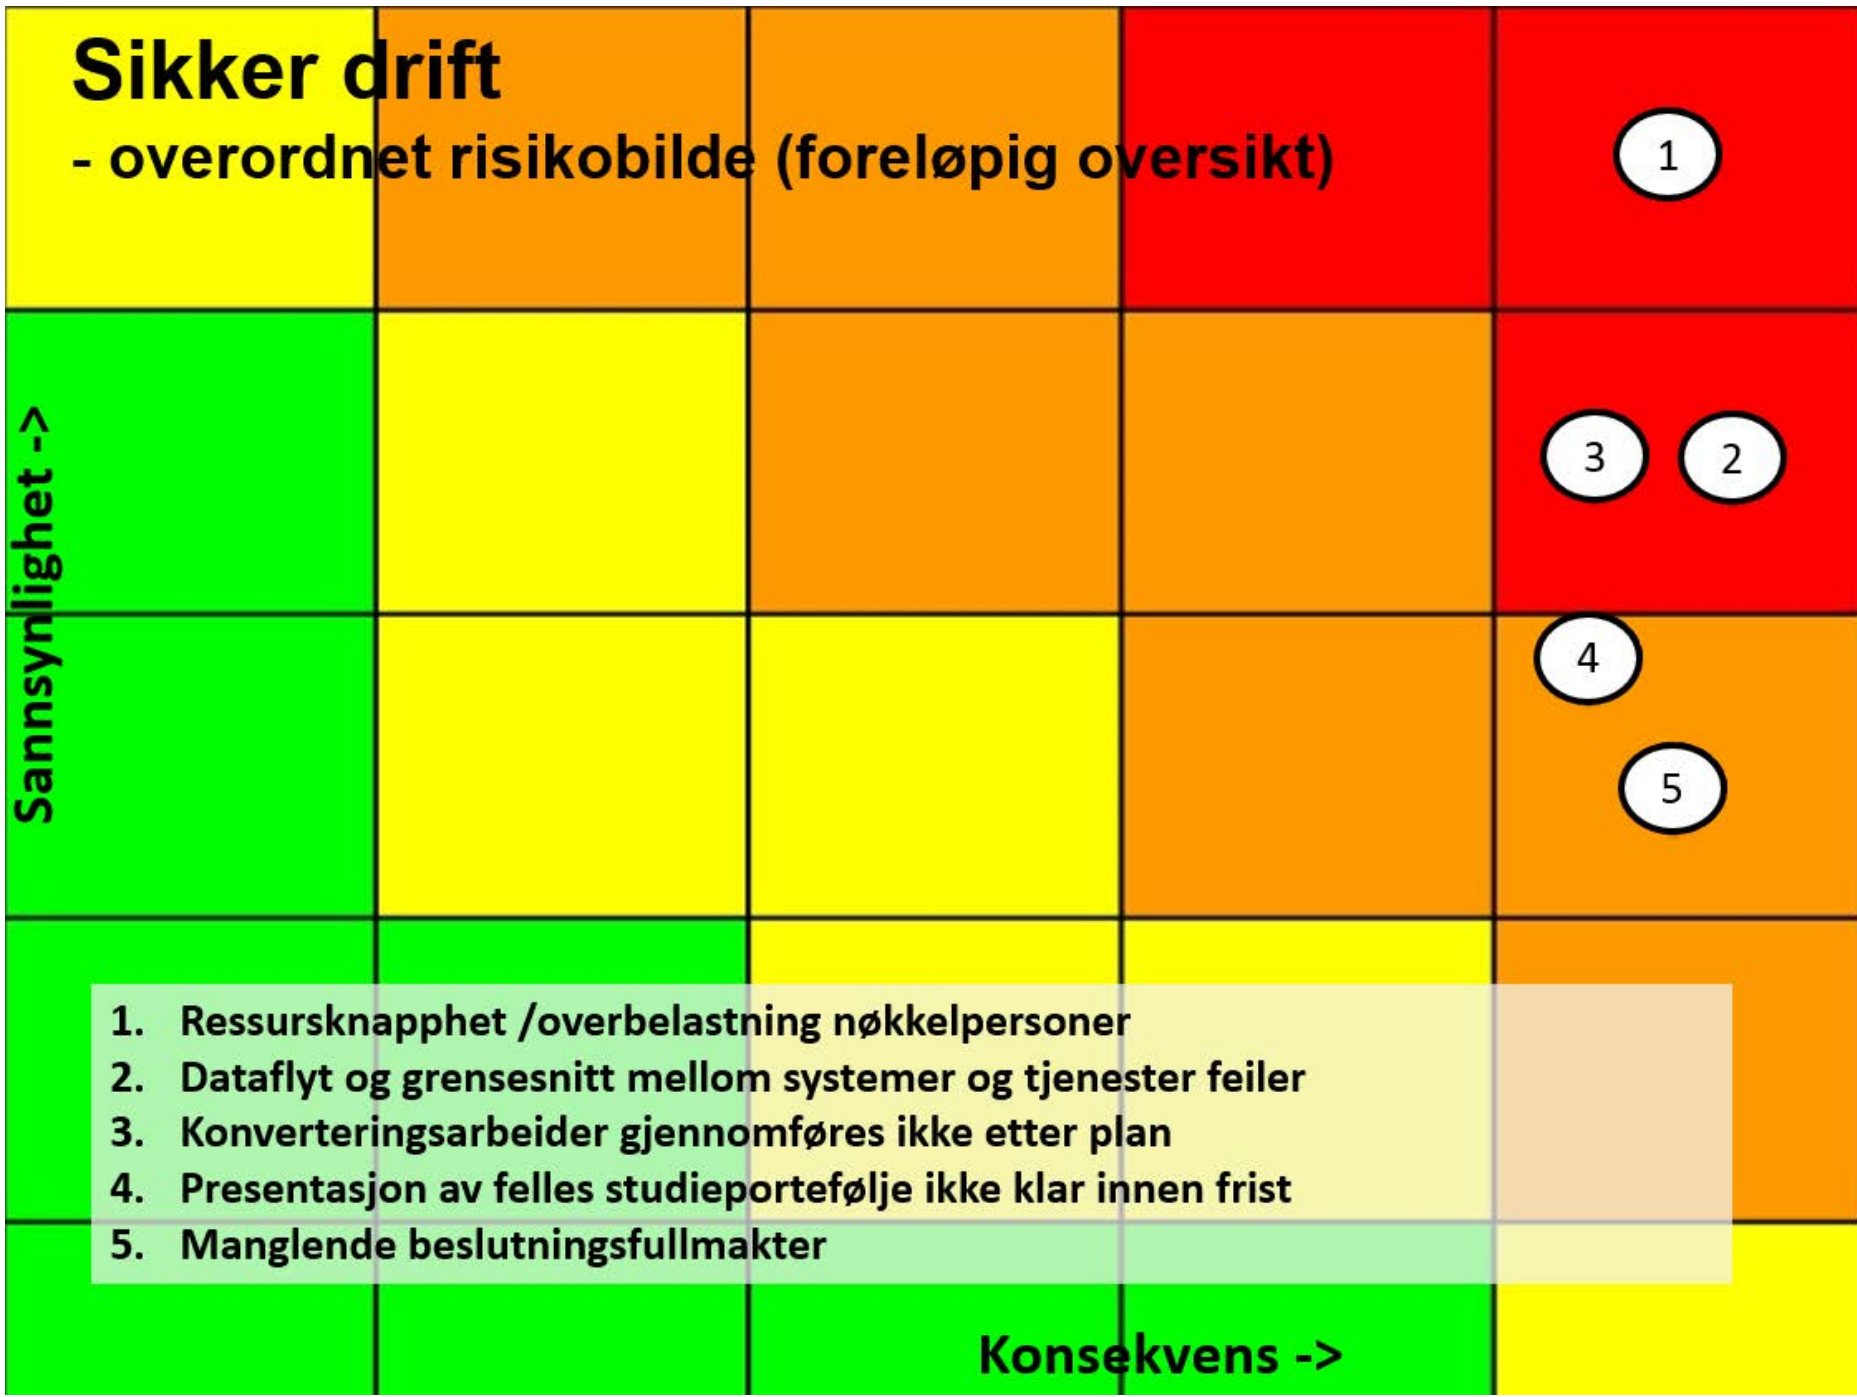 Sikker drift
- overordnet risikobilde (foreløpig oversikt)
1
Sannsynlighet ->
3 2
4
5
1. Ressursknapphet /overbelastning nøkkelpersoner
2. Dataflyt og grensesnitt mellom systemer og tjenester feiler
3. Konverteringsarbeider gjennomføres ikke etter plan
4. Presentasjon av felles studieportefølje ikke klar innen frist
5. Manglende beslutningsfullmakter
Konsekvens ->